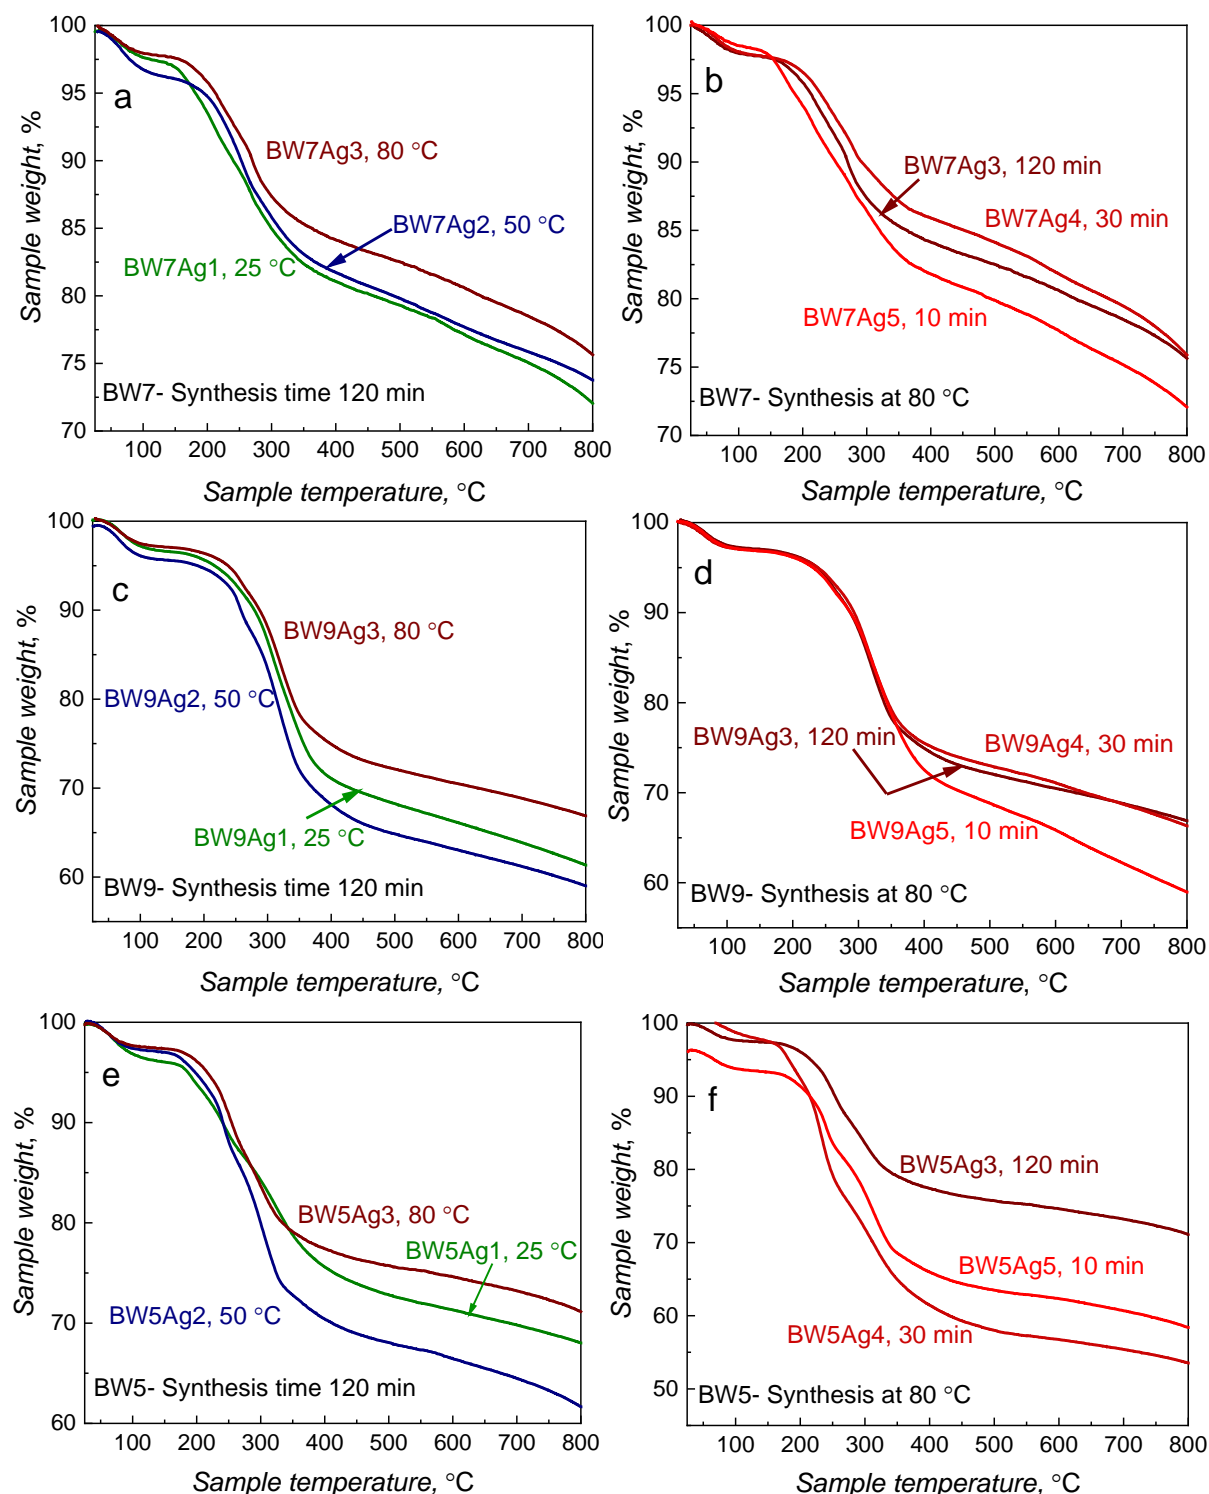 100
95
90
85
80
75
70
Sample weight, %
a
BW7Ag3, 80 °C
BW7Ag2, 50 °C
BW7Ag1, 25 °C
BW7- Synthesis time 120 min
100 200 300 400 500 600 700 800
Sample temperature, °C
100
95
90
85
80
75
70
Sample weight, %
b
BW7Ag3, 120 min
BW7Ag4, 30 min
BW7Ag5, 10 min
BW7- Synthesis at 80 °C
100 200 300 400 500 600 700 800
Sample temperature, °C
100
90
80
70
60
Sample weight, %
c
BW9Ag3, 80 °C
BW9Ag2, 50 °C
BW9Ag1, 25 °C
BW9- Synthesis time 120 min
100 200 300 400 500 600 700 800
Sample temperature, °C
100
90
80
70
60
Sample weight, %
d
BW9Ag3, 120 min
BW9Ag4, 30 min
BW9Ag5, 10 min
BW9- Synthesis at 80 °C
100 200 300 400 500 600 700 800
Sample temperature, °C
100
90
80
70
60
Sample weight, %
e
BW5Ag3, 80 °C
BW5Ag1, 25 °C
BW5Ag2, 50 °C
BW5- Synthesis time 120 min
100 200 300 400 500 600 700 800
Sample temperature, °C
100
90
80
70
60
50
Sample weight, %
f
BW5Ag3, 120 min
BW5Ag5, 10 min
BW5Ag4, 30 min
BW5- Synthesis at 80 °C
100 200 300 400 500 600 700 800
Sample temperature, °C